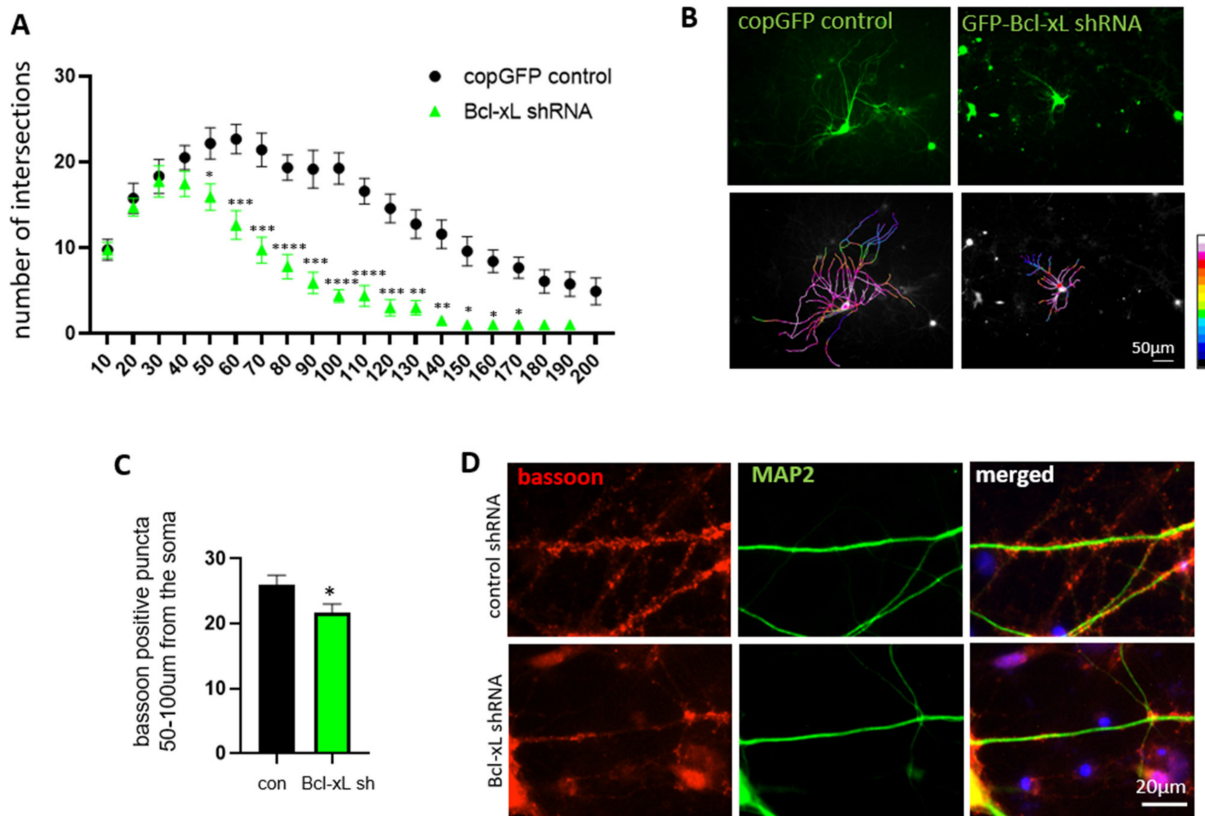 A
number of intersections
30
20
10
0
copGFP control
Bcl-xL shRNA
*
***
***
****
***
****
****
***
**
**
*
*
*
10
20
30
40
50
60
70
80
90
100
110
120
130
140
150
160
170
180
190
200
B
copGFP control
GFP-Bcl-xL shRNA
50μm
C
bassoon positive puncta
50-100um from the soma
30
20
10
0
*
con
Bcl-xL sh
D
bassoon
MAP2
merged
control shRNA
Bcl-xL shRNA
20μm